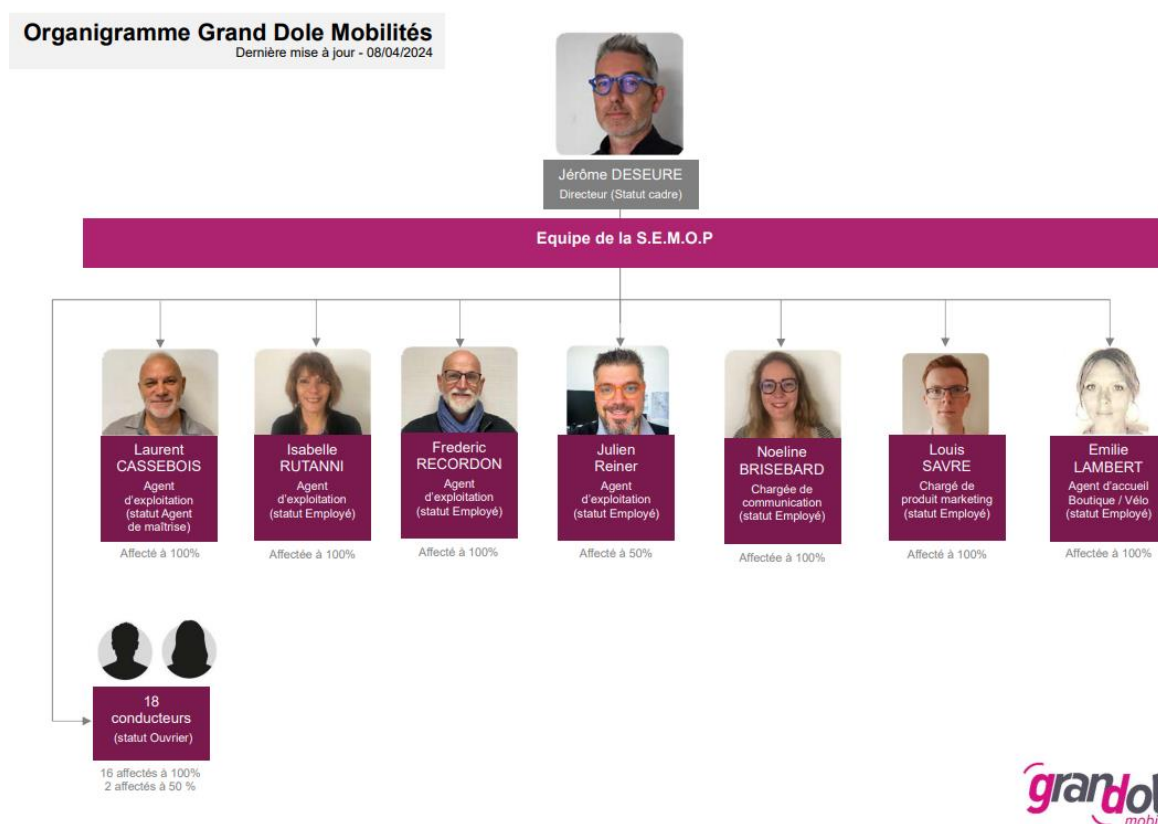 Organigramme Grand Dole Mobilités
Dernière mise à jour - 08/04/2024
Jérôme DESEURE
Directeur (Statut cadre)
Equipe de la S.E.M.O.P
Laurent
CASSEBOIS
Agent
d'exploitation
(statut Agent
de maîtrise)
Affecté à 100%
Isabelle
RUTANNI
Agent
d'exploitation
(statut Employé)
Affectée à 100%
Frederic
RECORDON
Agent
d'exploitation
(statut Employé)
Affecté à 100%
Julien
Reiner
Agent
d'exploitation
(statut Employé)
Affecté à 50%
Noeline
BRISEBARD
Chargée de
communication
(statut Employé)
Affectée à 100%
Louis
SAVRE
Chargé de
produit marketing
(statut Employé)
Affecté à 100%
Emilie
LAMBERT
Agent d'accueil
Boutique / Vélo
(statut Employé)
Affectée à 100%
18
conducteurs
(statut Ouvrier)
16 affectés à 100%
2 affectés à 50 %
grandol
mobi